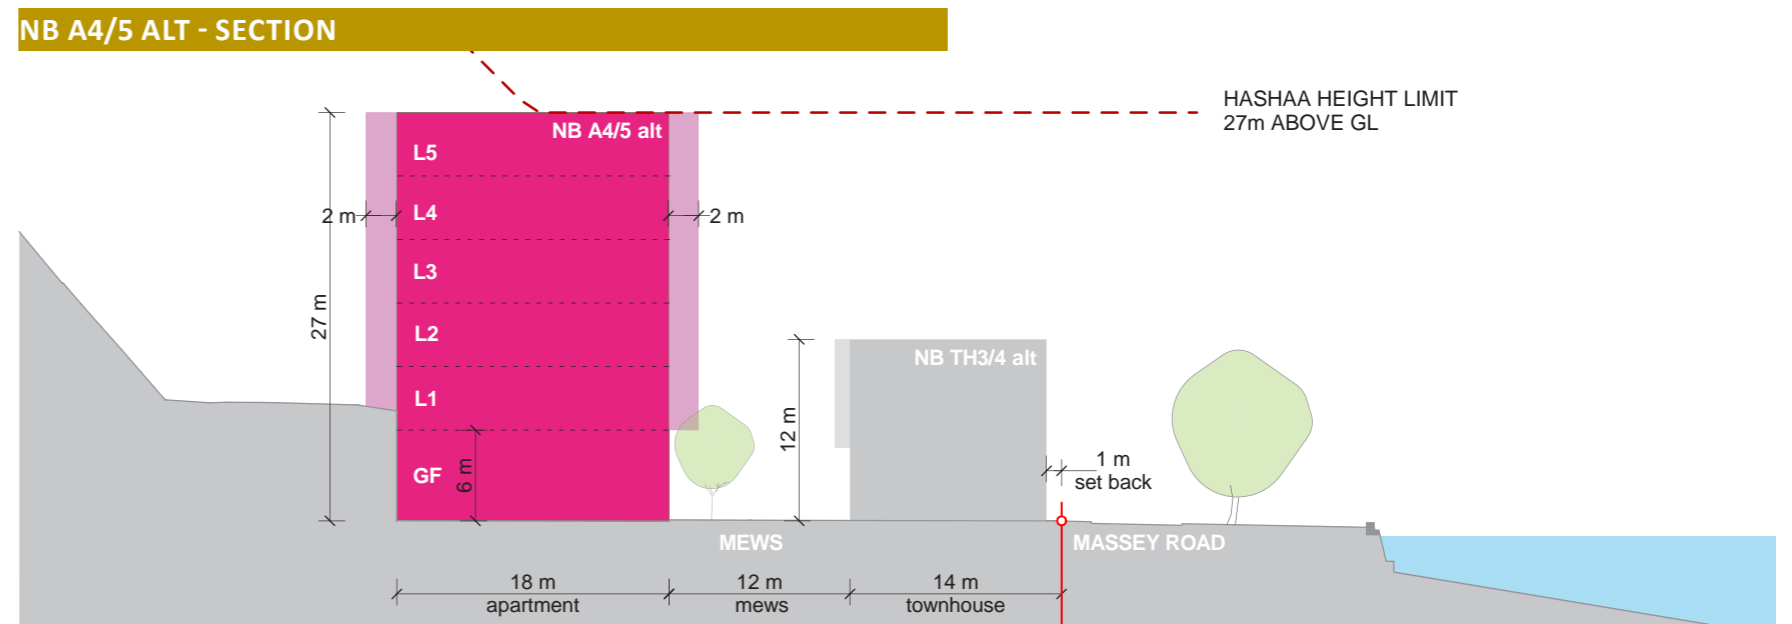 NB A4/5 ALT - SECTION
HASHAA HEIGHT LIMIT
27m ABOVE GL
NB A4/5 alt
L5
2 m
L4
2 m
L3
27 m
L2
NB TH3/4 alt
L1
12 m
GF
6 m
1 m
set back
MEWS
MASSEY ROAD
18 m
apartment
12 m
mews
14 m
townhouse